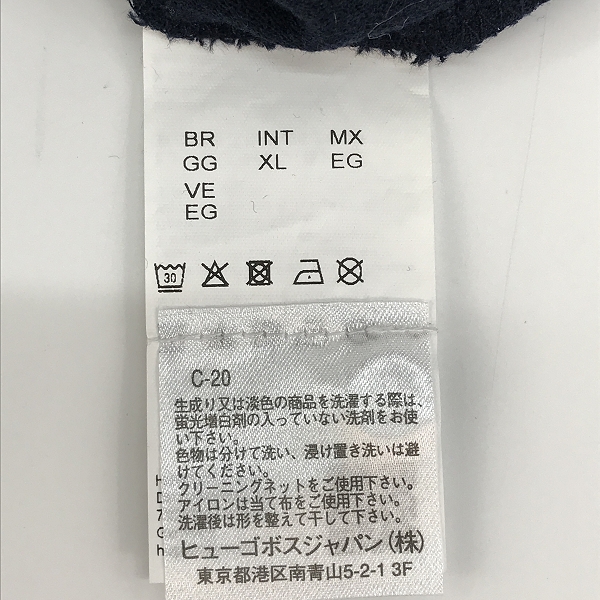 BR INT MX
GG XL EG
VE
EG
30
C-20
生成り又は淡色の商品を洗濯する際は、
蛍光増白剤の入っていない洗剤をお使
い下さい。
色物は分けて洗い、浸け置き洗いは避
けてください。
クリーニングネットをご使用下さい。
アイロンは当て布をご使用下さい。
洗濯後は形を整えて干して下さい。
ヒューゴボスジャパン(株)
東京都港区南青山5-2-1 3F
H
D
7
G
h